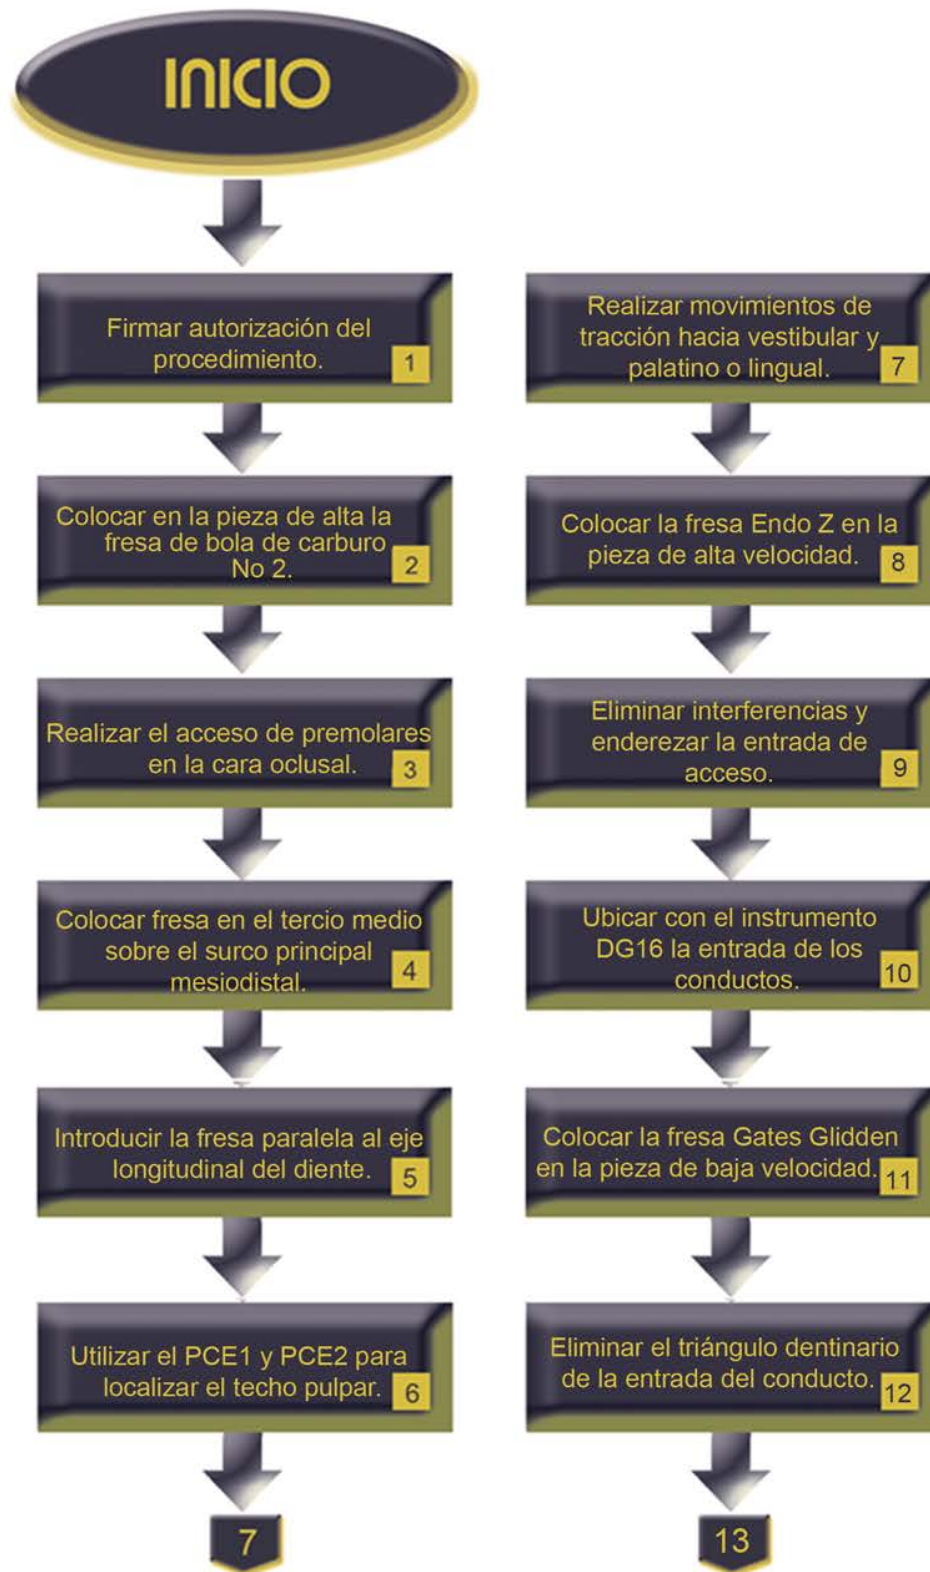 INICIO
Firmar autorización del
procedimiento.
1
Colocar en la pieza de alta la
fresa de bola de carburo
No 2.
2
Realizar el acceso de premolares
en la cara oclusal.
3
Colocar fresa en el tercio medio
sobre el surco principal
mesiodistal.
4
Introducir la fresa paralela al eje
longitudinal del diente.
5
Utilizar el PCE1 y PCE2 para
localizar el techo pulpar.
6
7
Realizar movimientos de
tracción hacia vestibular y
palatino o lingual.
7
Colocar la fresa Endo Z en la
pieza de alta velocidad.
8
Eliminar interferencias y
enderezar la entrada de
acceso.
9
Ubicar con el instrumento
DG16 la entrada de los
conductos.
10
Colocar la fresa Gates Glidden
en la pieza de baja velocidad.
11
Eliminar el triángulo dentinario
de la entrada del conducto.
12
13